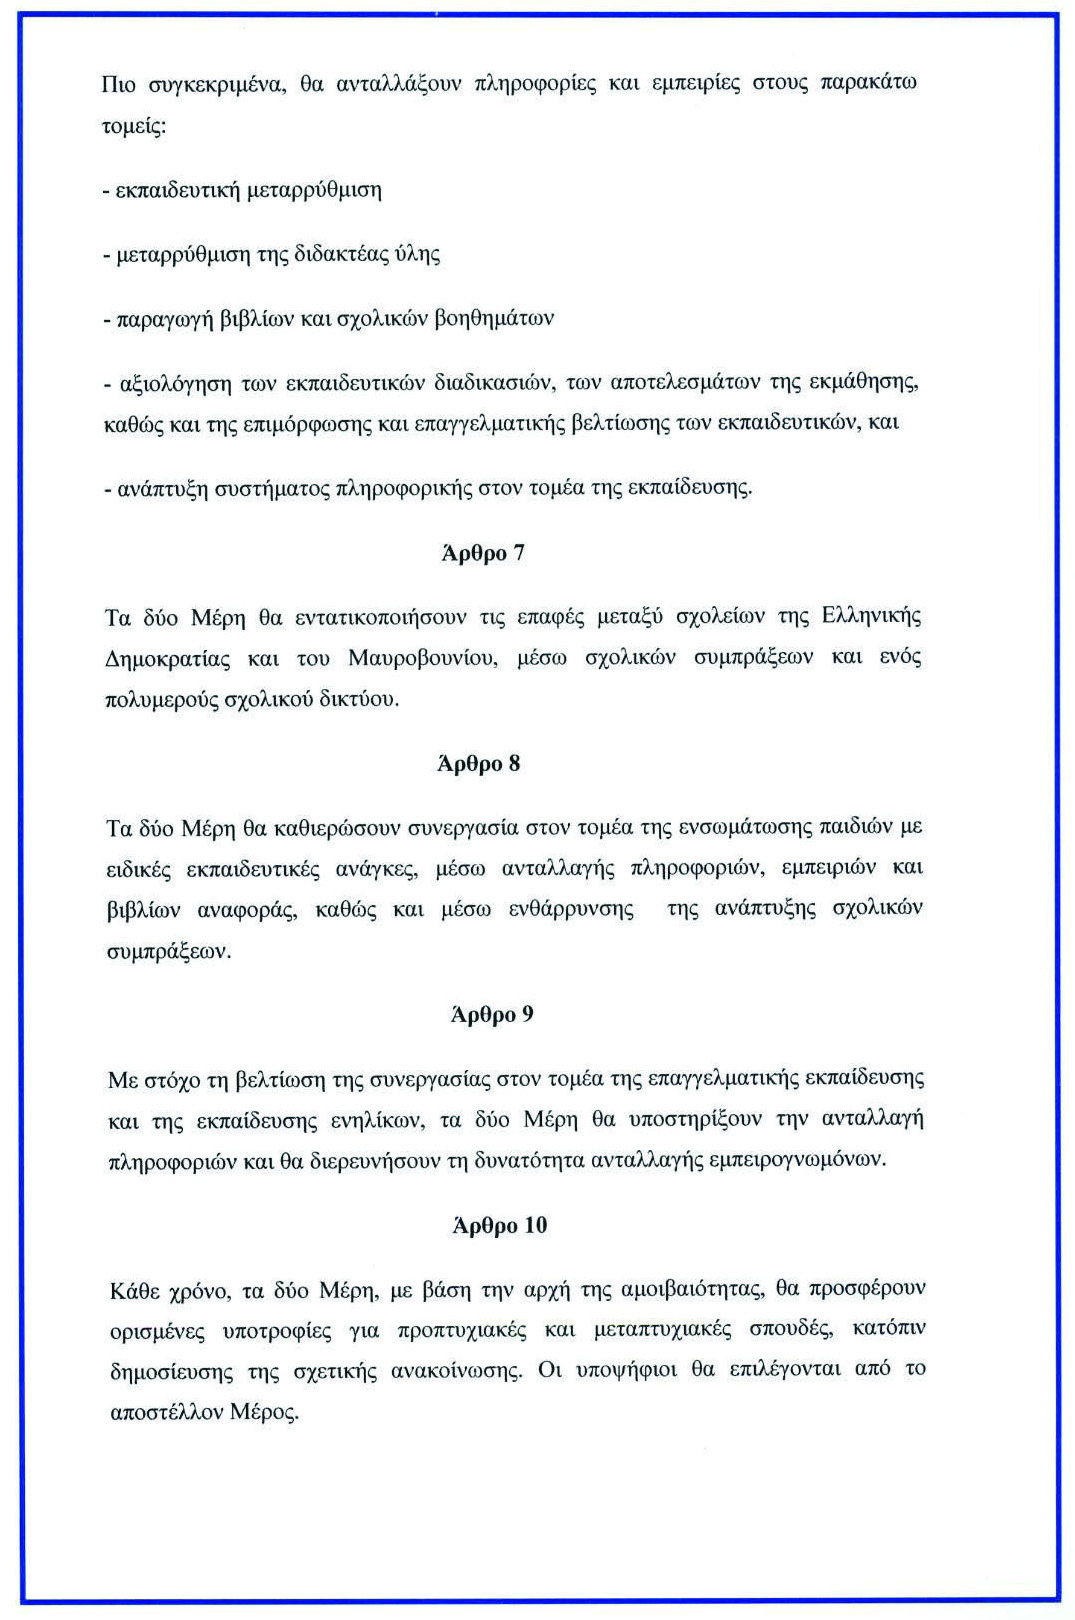 Πιο συγκεκριμένα, θα ανταλλάξουν πληροφορίες και εμπειρίες στους παρακάτω
τομείς:
- εκπαιδευτική μεταρρύθμιση
- μεταρρύθμιση της διδακτέας ύλης
- παραγωγή βιβλίων και σχολικών βοηθημάτων
- αξιολόγηση των εκπαιδευτικών διαδικασιών, των αποτελεσμάτων της εκμάθησης,
καθώς και της επιμόρφωσης και επαγγελματικής βελτίωσης των εκπαιδευτικών, και
- ανάπτυξη συστήματος πληροφορικής στον τομέα της εκπαίδευσης.
Άρθρο 7
Τα δύο Μέρη θα εντατικοποιήσουν τις επαφές μεταξύ σχολείων της Ελληνικής
Δημοκρατίας και του Μαυροβουνίου, μέσω σχολικών συμπράξεων και ενός
πολυμερούς σχολικού δικτύου.
Άρθρο 8
Τα δύο Μέρη θα καθιερώσουν συνεργασία στον τομέα της ενσωμάτωσης παιδιών με
ειδικές εκπαιδευτικές ανάγκες, μέσω ανταλλαγής πληροφοριών, εμπειριών και
βιβλίων αναφοράς, καθώς και μέσω ενθάρρυνσης της ανάπτυξης σχολικών
συμπράξεων.
Άρθρο 9
Με στόχο τη βελτίωση της συνεργασίας στον τομέα της επαγγελματικής εκπαίδευσης
και της εκπαίδευσης ενηλίκων, τα δύο Μέρη θα υποστηρίξουν την ανταλλαγή
πληροφοριών και θα διερευνήσουν τη δυνατότητα ανταλλαγής εμπειρογνωμόνων.
Άρθρο 10
Κάθε χρόνο, τα δύο Μέρη, με βάση την αρχή της αμοιβαιότητας, θα προσφέρουν
ορισμένες υποτροφίες για προπτυχιακές και μεταπτυχιακές σπουδές, κατόπιν
δημοσίευσης της σχετικής ανακοίνωσης. Οι υποψήφιοι θα επιλέγονται από το
αποστέλλον Μέρος.